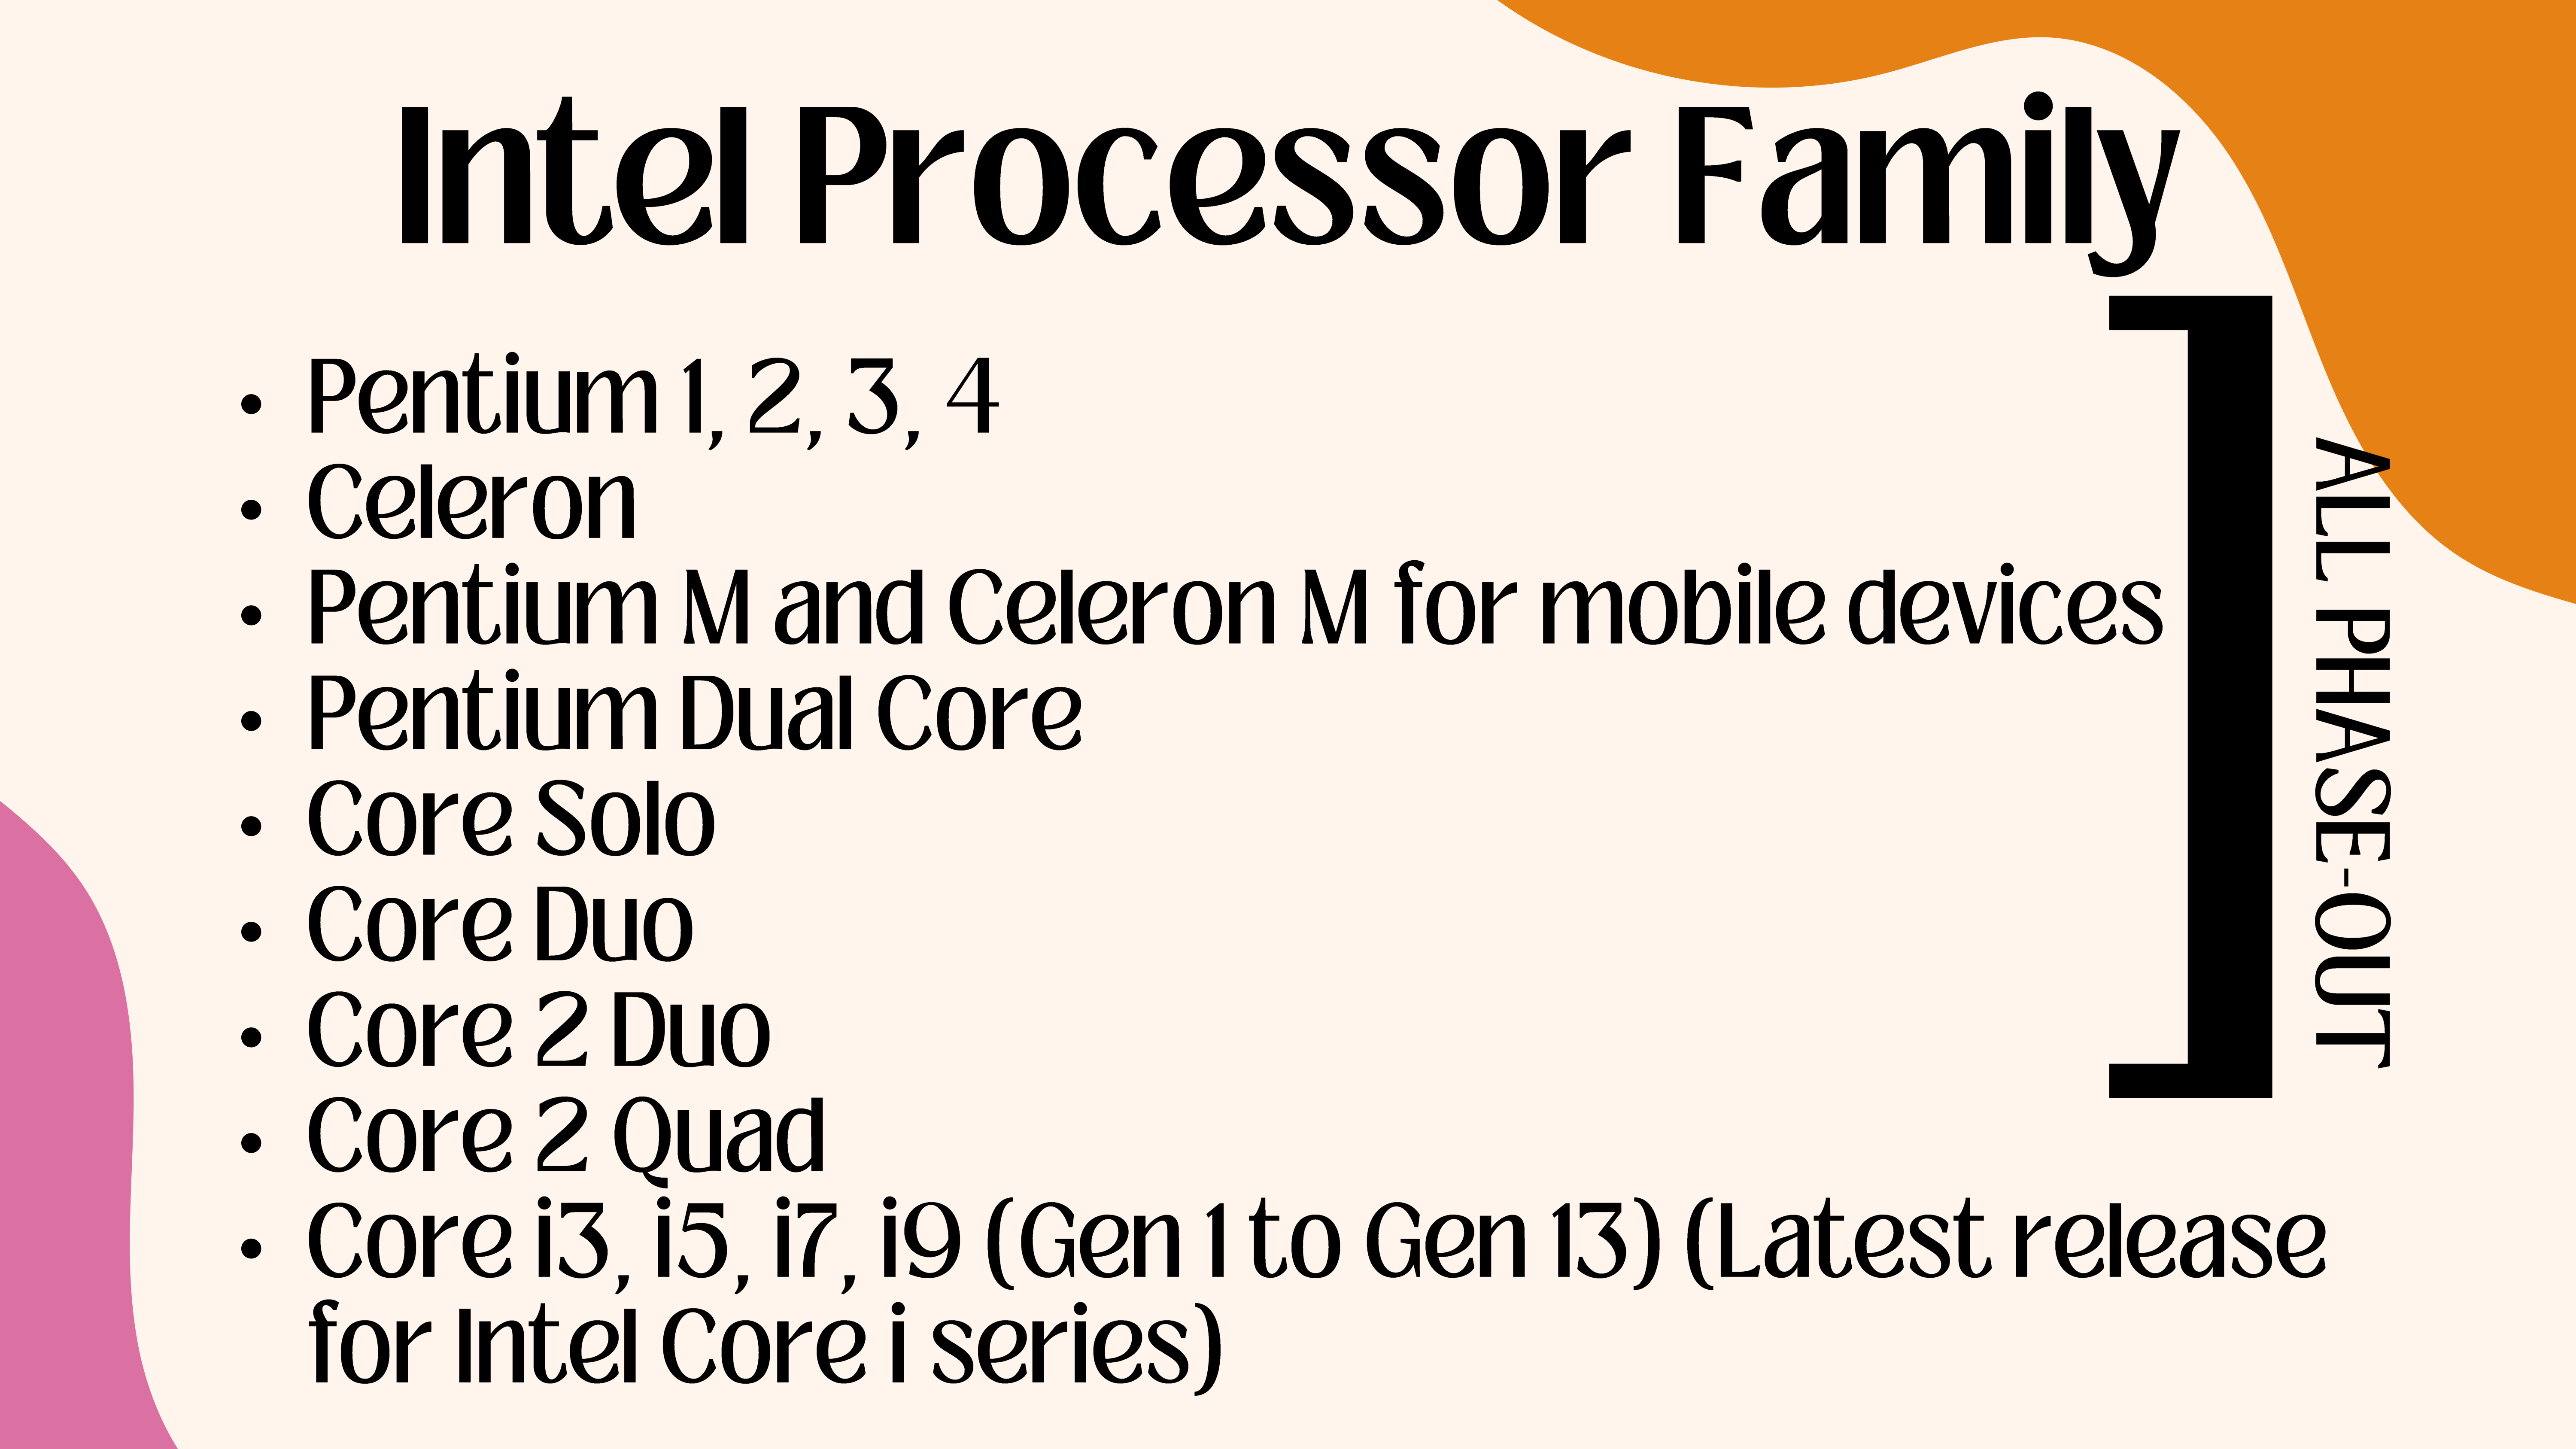 Intel Processor Family
• Pentium 1, 2, 3, 4
• Celeron
• Pentium M and Celeron M for mobile devices
• Pentium Dual Core
• Core Solo
• Core Duo
• Core 2 Duo
• Core 2 Quad
• Core i3, i5, i7, i9 (Gen 1 to Gen 13) (Latest release
for Intel Core i series)
ALL PHASE-OUT